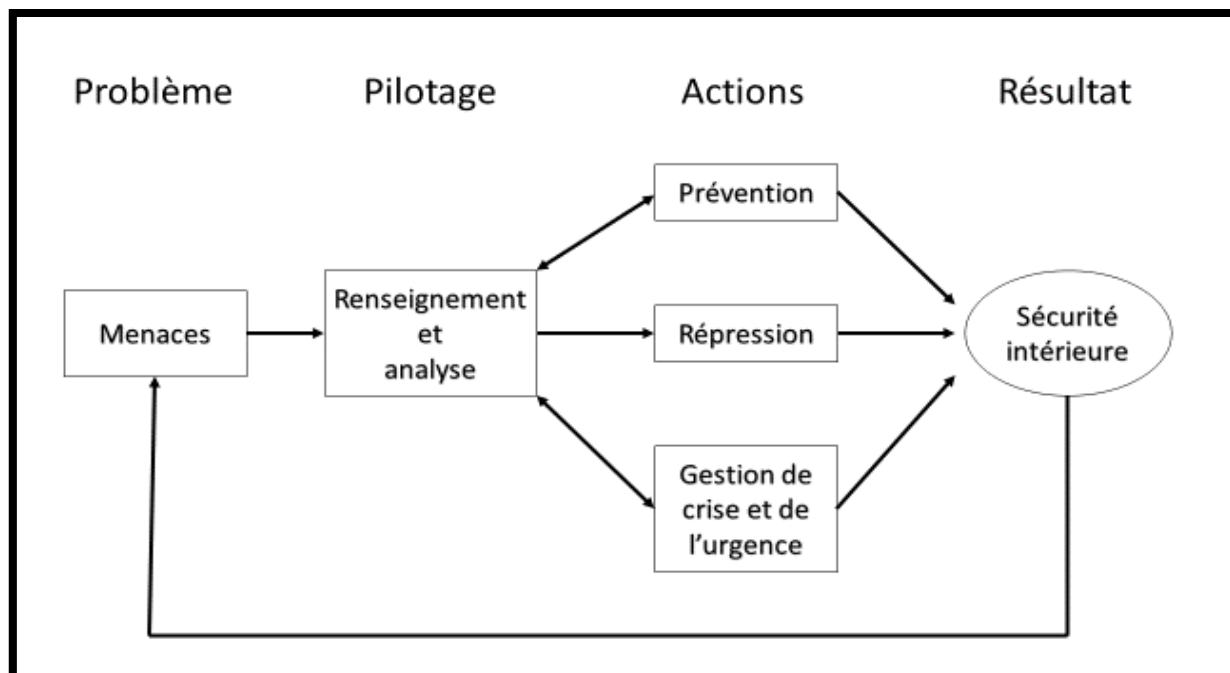 Problème
Pilotage
Actions
Résultat
Menaces
Renseignement
et
analyse
Prévention
Répression
Gestion de
crise et de
l’urgence
Sécurité
intérieure